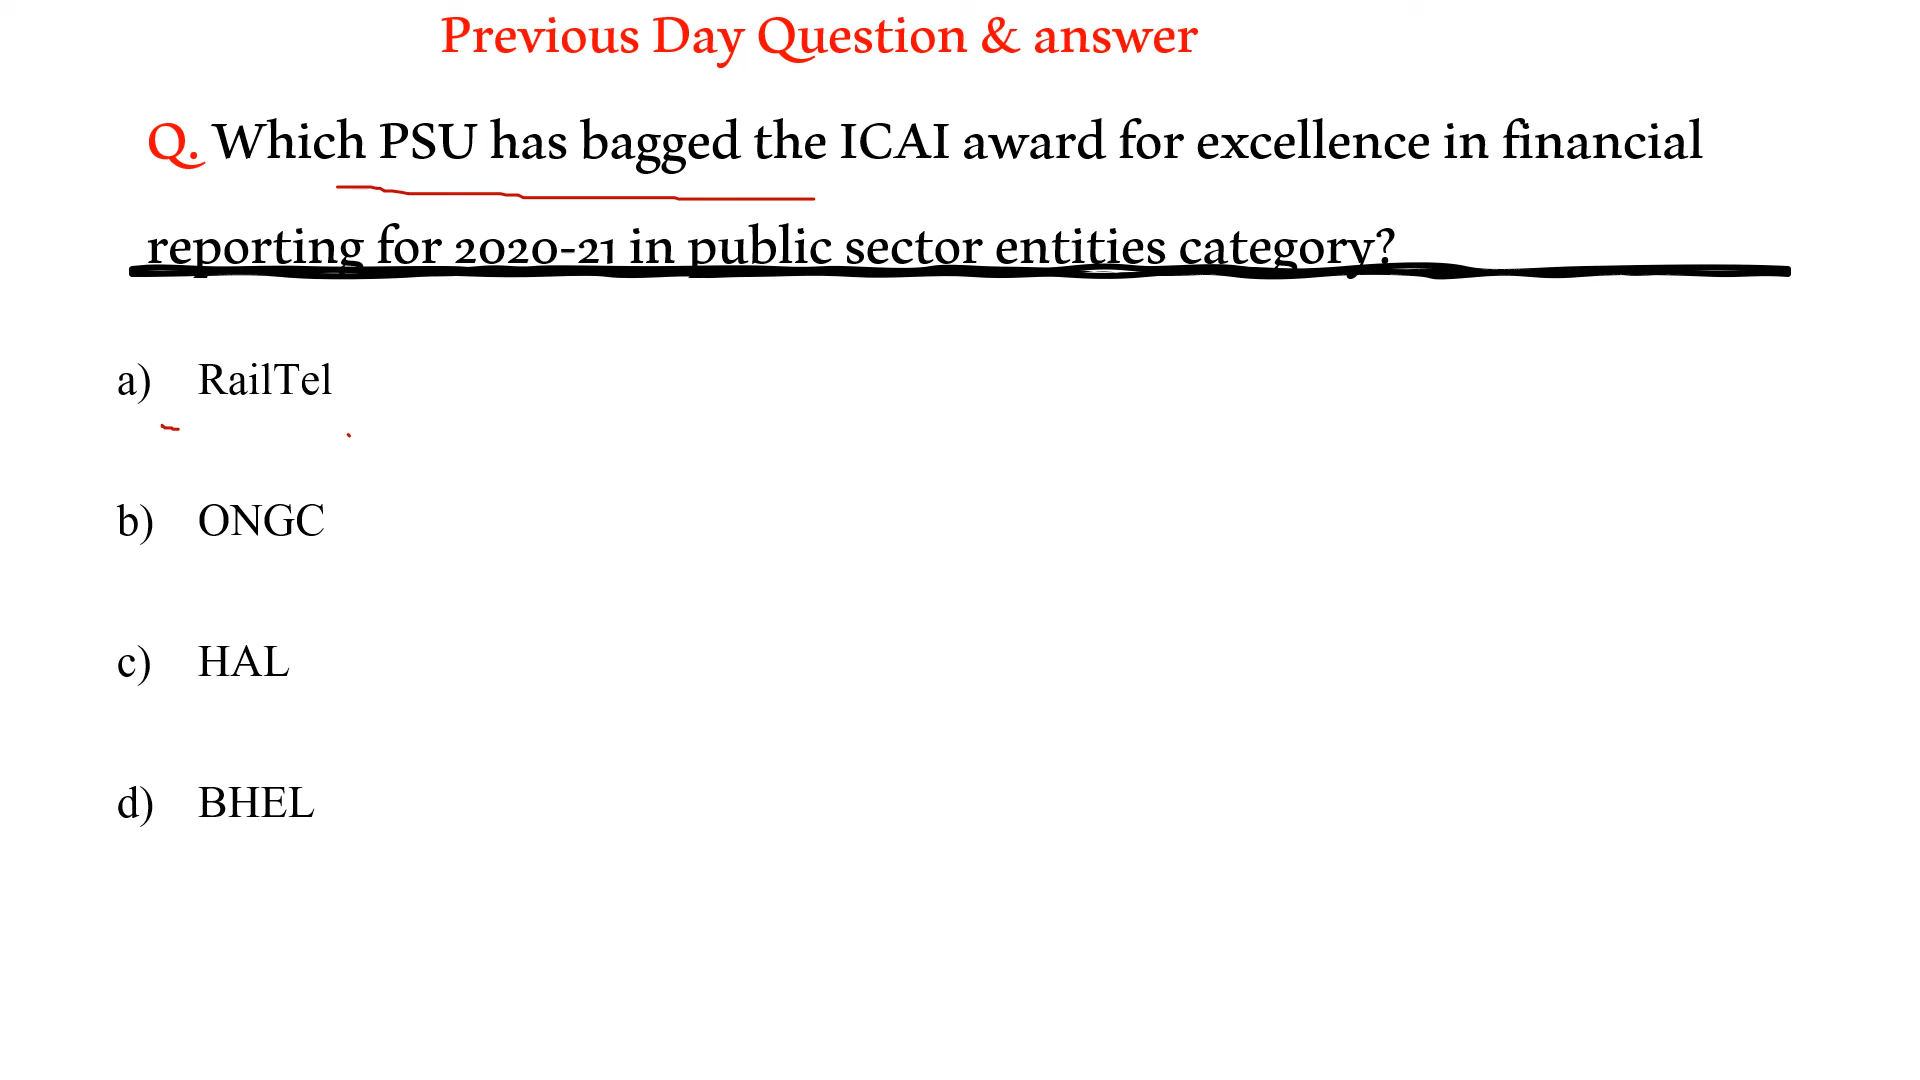 Previous Day Question & answer
Q. Which PSU has bagged the ICAI award for excellence in financial
reporting for 2020-21 in public sector entities category?
a) RailTel
b) ONGC
c) HAL
d) BHEL